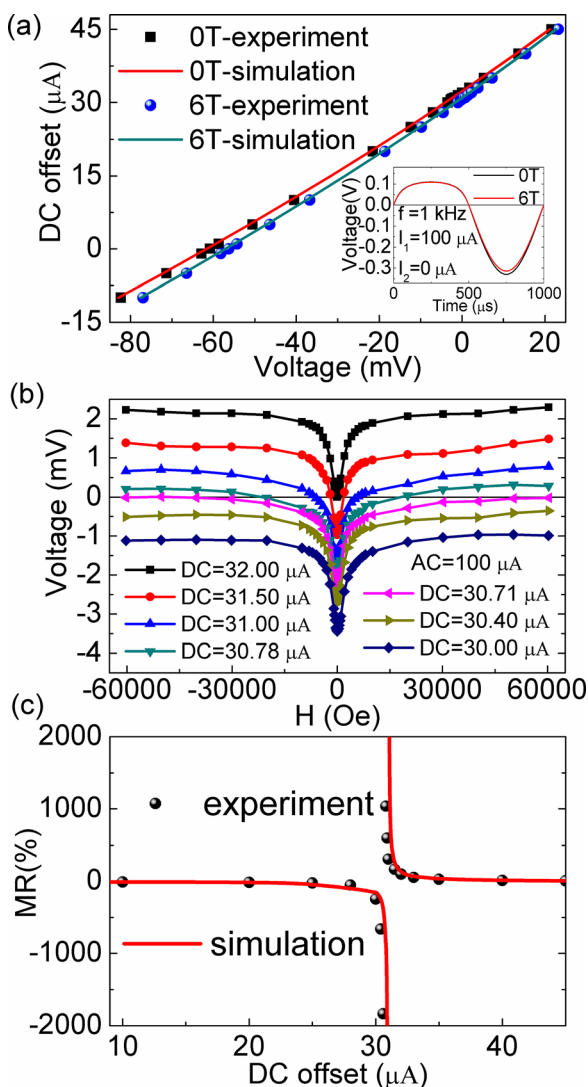 (a)
45
30
15
0
-15
DC offset (μA)
0T-experiment
0T-simulation
6T-experiment
6T-simulation
0.1
0.0
-0.1
-0.2
-0.3
Voltage(V)
0T
6T
f=1 kHz
I1=100 μA
I2=0 μA
0 500 1000
Time (μs)
-80 -60 -40 -20 0 20
Voltage (mV)
(b)
2
1
0
-1
-2
-3
-4
Voltage (mV)
DC=32.00 μA
DC=31.50 μA
DC=31.00 μA
DC=30.78 μA
AC=100 μA
DC=30.71 μA
DC=30.40 μA
DC=30.00 μA
-60000 -30000 0 30000 60000
H (Oe)
(c)
2000
1000
0
-1000
-2000
MR(%)
experiment
simulation
10 20 30 40
DC offset (μA)